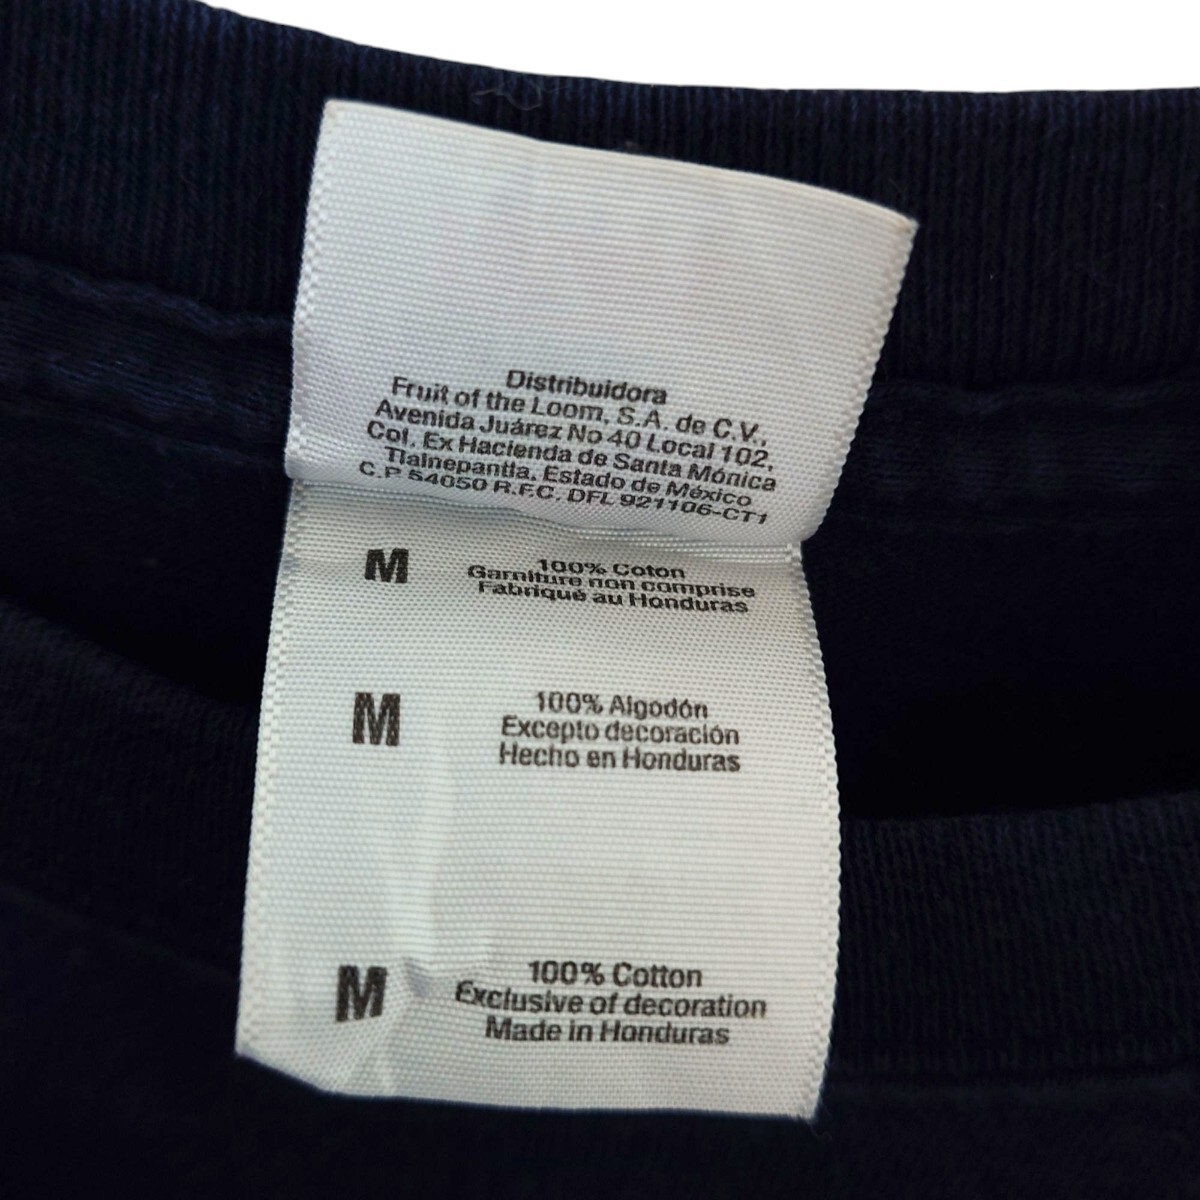 Distribuidora
Fruit of the Loom, S.A. de C.V.,
Avenida Juárez No 40 Local 102,
Col. Ex Hacienda de Santa Mónica
Tlalnepantla, Estado de México
C.P 54050 R.F.C. DFL 921106-CT1
M
100% Coton
Garniture non comprise
Fabriqué au Honduras
M
100% Algodón
Excepto decoración
Hecho en Honduras
M
100% Cotton
Exclusive of decoration
Made in Honduras